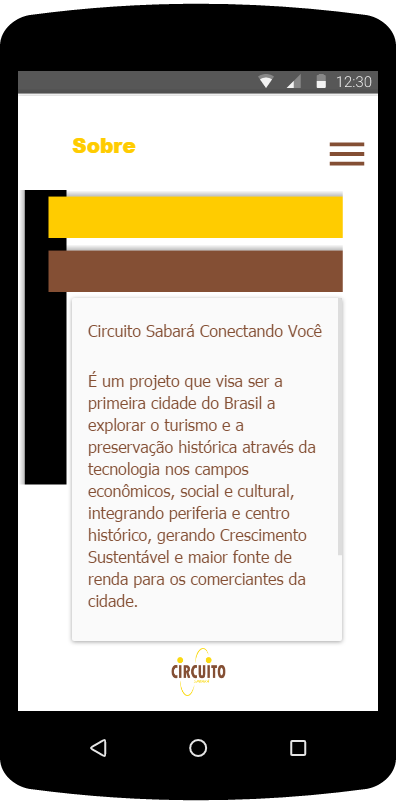 12:30
Sobre
Circuito Sabará Conectando Você
É um projeto que visa ser a
primeira cidade do Brasil a
explorar o turismo e a
preservação histórica através da
tecnologia nos campos
econômicos, social e cultural,
integrando periferia e centro
histórico, gerando Crescimento
Sustentável e maior fonte de
renda para os comerciantes da
cidade.
CIRCUITO